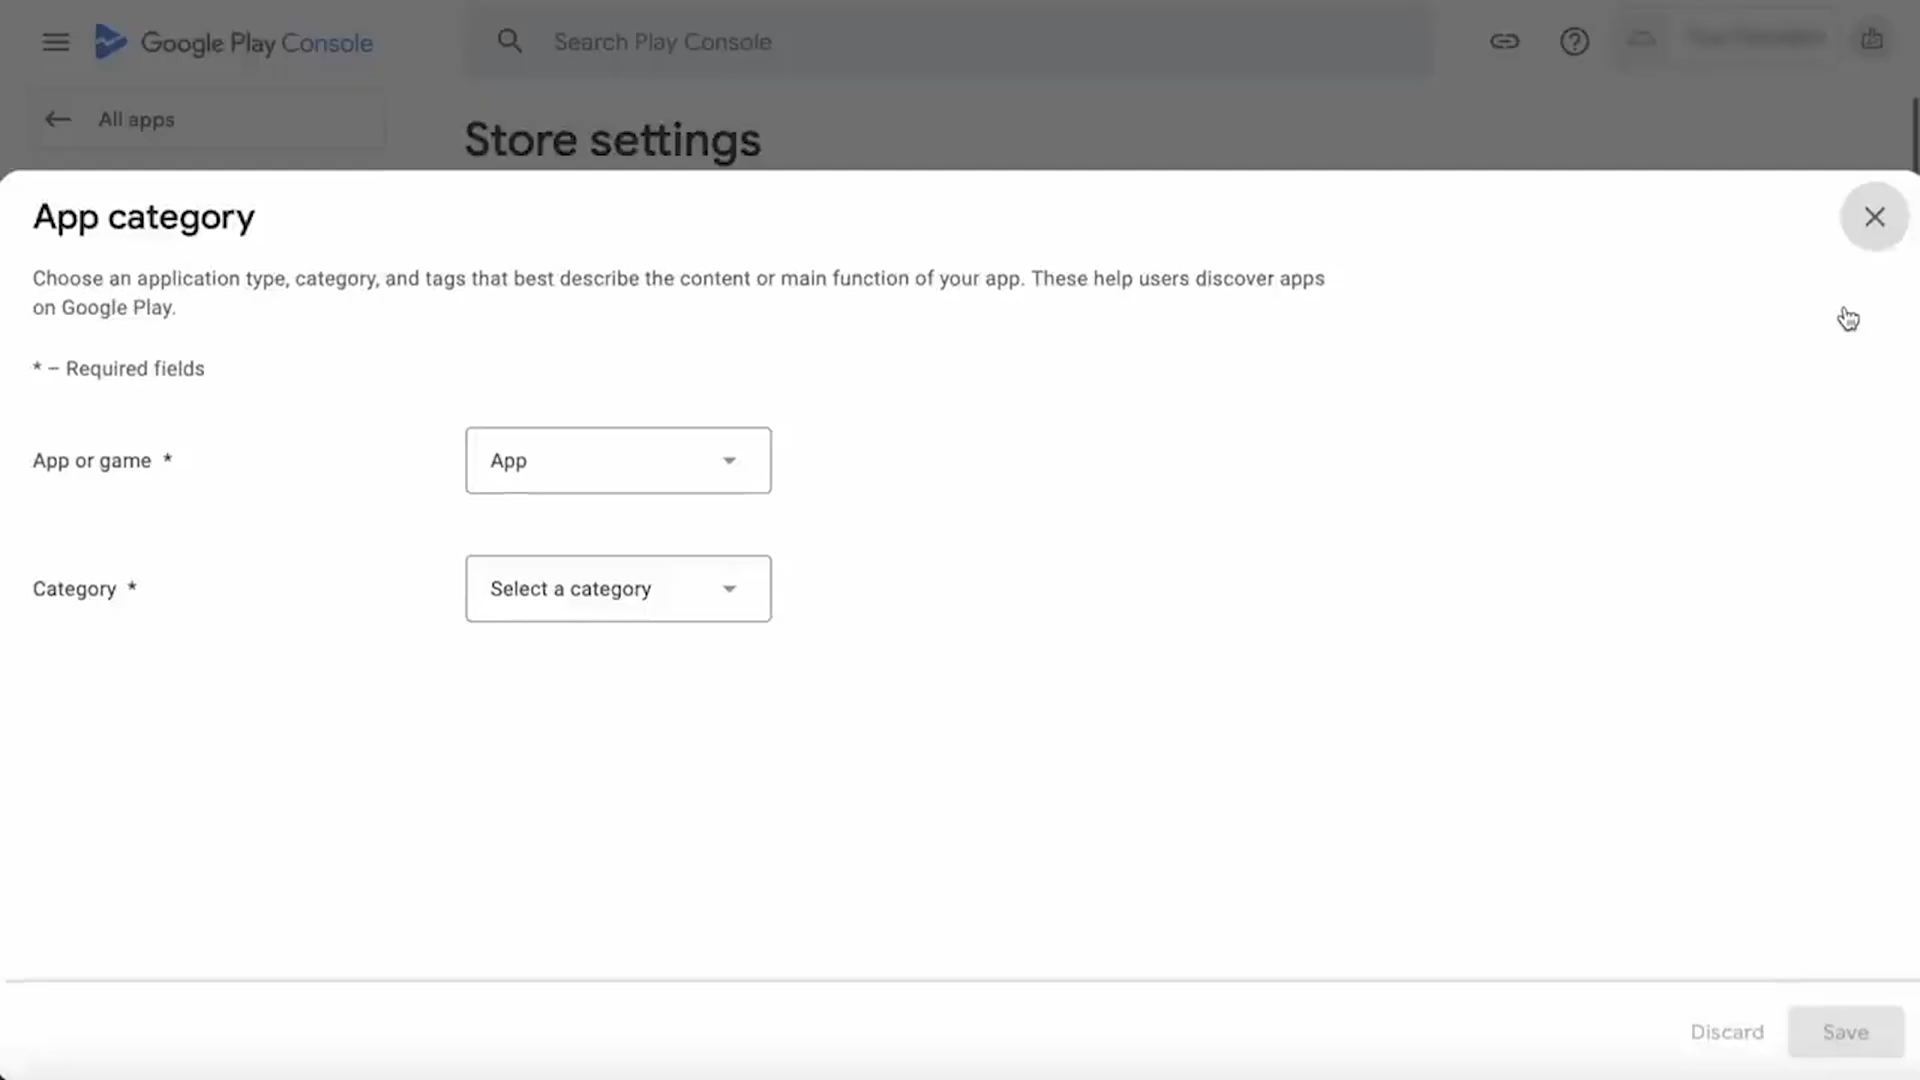 Google Play Console
Search Play Console
All apps
Store settings
App category
Choose an application type, category, and tags that best describe the content or main function of your app. These help users discover apps
on Google Play.
* – Required fields
App or game *
App
Category *
Select a category
Discard
Save